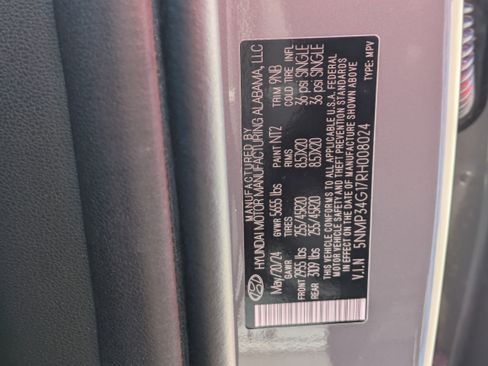 MANUFACTURED BY
HYUNDAI MOTOR MANUFACTURING ALABAMA, LLC
May/20/24 GVWR 5655 lbs PAINT NT2 TRIM 9NB
GAWR TIRES RIMS COLD TIRE INFL
FRONT 2955 lbs 255/45R20 8.5JX20 36 psi SINGLE
REAR 3109 lbs 255/45R20 8.5JX20 36 psi SINGLE
THIS VEHICLE CONFORMS TO ALL APPLICABLE U.S.A. FEDERAL
MOTOR VEHICLE SAFETY AND THEFT PREVENTION STANDARDS
IN EFFECT ON THE DATE OF MANUFACTURE SHOWN ABOVE
V.I.N 5NMP34G17RH008024 TYPE: MPV